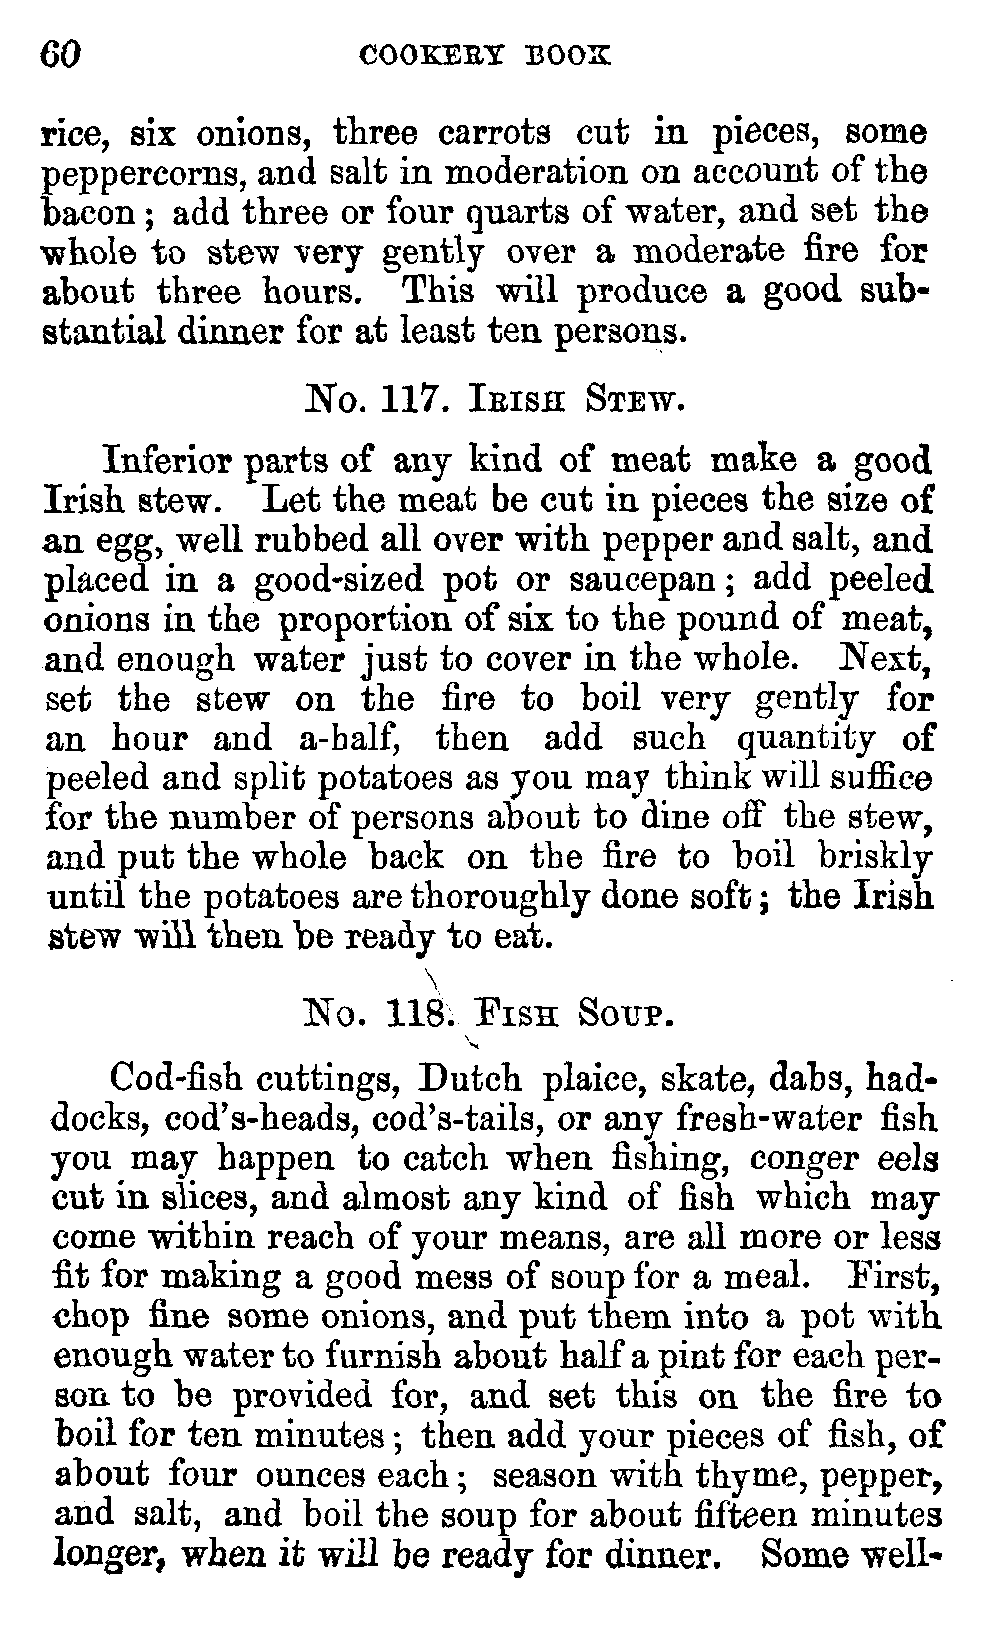 60 COOKERY BOOK
rice, six onions, three carrots cut in pieces, some
peppercorns, and salt in moderation on account of the
bacon; add three or four quarts of water, and set the
whole to stew very gently over a moderate fire for
about three hours. This will produce a good sub-
stantial dinner for at least ten persons.
No. 117. Irish Stew.
Inferior parts of any kind of meat make a good
Irish stew. Let the meat be cut in pieces the size of
an egg, well rubbed all over with pepper and salt, and
placed in a good-sized pot or saucepan; add peeled
onions in the proportion of six to the pound of meat,
and enough water just to cover in the whole. Next,
set the stew on the fire to boil very gently for
an hour and a-half, then add such quantity of
peeled and split potatoes as you may think will suffice
for the number of persons about to dine off the stew,
and put the whole back on the fire to boil briskly
until the potatoes are thoroughly done soft; the Irish
stew will then be ready to eat.
No. 118. Fish Soup.
Cod-fish cuttings, Dutch plaice, skate, dabs, had-
docks, cod's-heads, cod's-tails, or any fresh-water fish
you may happen to catch when fishing, conger eels
cut in slices, and almost any kind of fish which may
come within reach of your means, are all more or less
fit for making a good mess of soup for a meal. First,
chop fine some onions, and put them into a pot with
enough water to furnish about half a pint for each per-
son to be provided for, and set this on the fire to
boil for ten minutes; then add your pieces of fish, of
about four ounces each; season with thyme, pepper,
and salt, and boil the soup for about fifteen minutes
longer, when it will be ready for dinner. Some well-